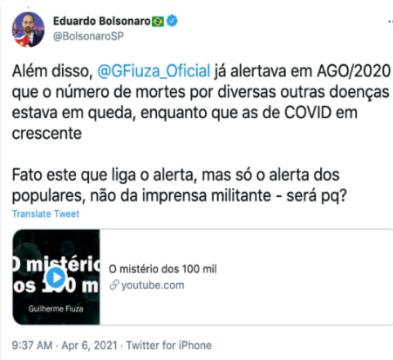 Eduardo Bolsonaro🇧🇷
@BolsonaroSP
Além disso, @GFiuza_Oficial já alertava em AGO/2020
que o número de mortes por diversas outras doenças
estava em queda, enquanto que as de COVID em
crescente
Fato este que liga o alerta, mas só o alerta dos
populares, não da imprensa militante - será pq?
Translate Tweet
O mistéric
os 100 m
Guilherme Fiuza
O mistério dos 100 mil
youtube.com
9:37 AM · Apr 6, 2021 · Twitter for iPhone